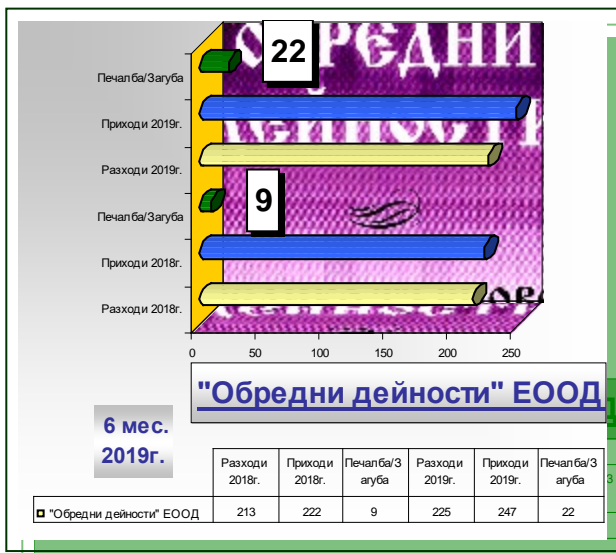 ОБРЕДНИ
ДЕЙНОСТИ
22
9
Печалба/Загуба
Приходи 2019г.
Разходи 2019г.
Печалба/Загуба
Приходи 2018г.
Разходи 2018г.
0 50 100 150 200 250
"Обредни дейности" ЕООД
6 мес.
2019г.
Разходи 2018г. Приходи 2018г. Печалба/Загуба Разходи 2019г. Приходи 2019г. Печалба/Загуба
"Обредни дейности" ЕООД 213 222 9 225 247 22